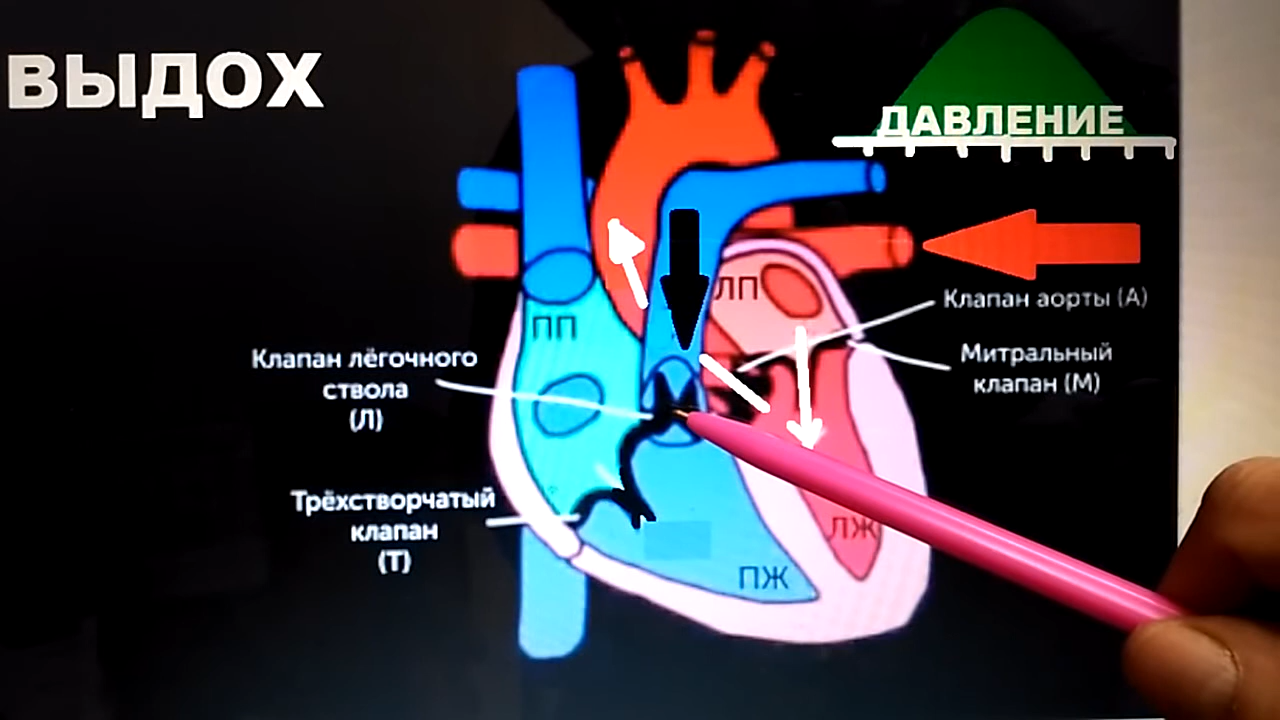 ВЫДОХ
ДАВЛЕНИЕ
ЛП
ПП
Клапан аорты (А)
Митральный
клапан (М)
Клапан лёгочного
ствола
(Л)
Трёхстворчатый
клапан
(Т)
ЛЖ
ПЖ